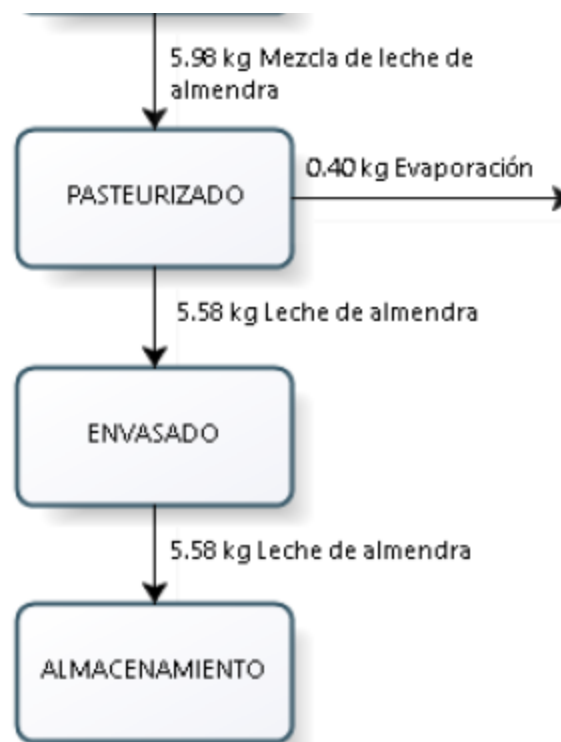 5.98 kg Mezcla de leche de
almendra
PASTEURIZADO
0.40 kg Evaporación
5.58 kg Leche de almendra
ENVASADO
5.58 kg Leche de almendra
ALMACENAMIENTO